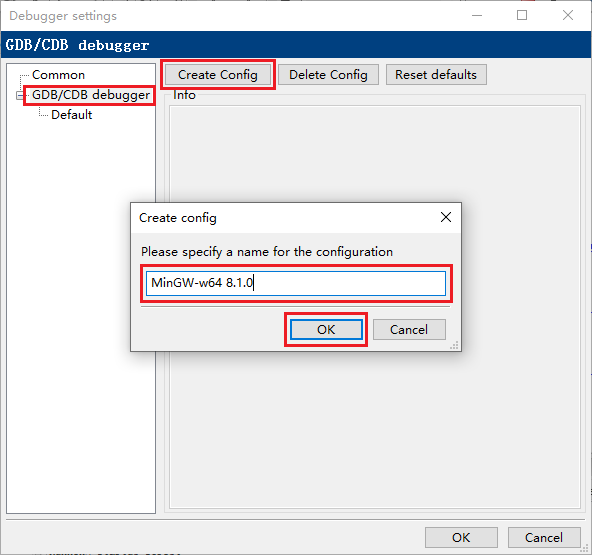 Debugger settings
GDB/CDB debugger
Common
GDB/CDB debugger
Default
Create Config
Delete Config
Reset defaults
Info
Create config
Please specify a name for the configuration
MinGW-w64 8.1.0
OK
Cancel
OK
Cancel